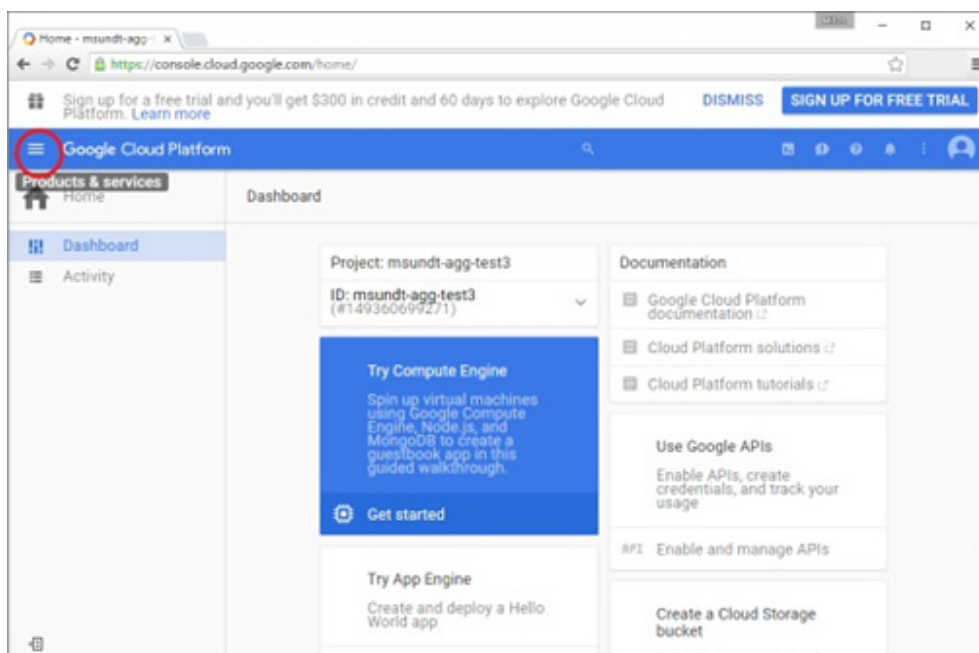 Home - msundt-agg-t
https://console.cloud.google.com/home/
Sign up for a free trial and you'll get $300 in credit and 60 days to explore Google Cloud
Platform. Learn more
DISMISS
SIGN UP FOR FREE TRIAL
Google Cloud Platform
Products & services
Home
Dashboard
Dashboard
Activity
Project: msundt-agg-test3
ID: msundt-agg-test3
(#149360699271)
Try Compute Engine
Spin up virtual machines
using Google Compute
Engine, Node.js, and
MongoDB to create a
guestbook app in this
guided walkthrough.
Get started
Try App Engine
Create and deploy a Hello
World app
Documentation
Google Cloud Platform
documentation
Cloud Platform solutions
Cloud Platform tutorials
Use Google APIs
Enable APIs, create
credentials, and track your
usage
API Enable and manage APIs
Create a Cloud Storage
bucket